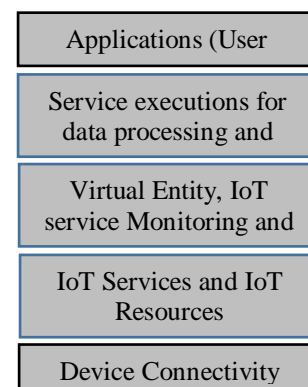 Applications (User
Service executions for
data processing and
Virtual Entity, IoT
service Monitoring and
IoT Services and IoT
Resources
Device Connectivity